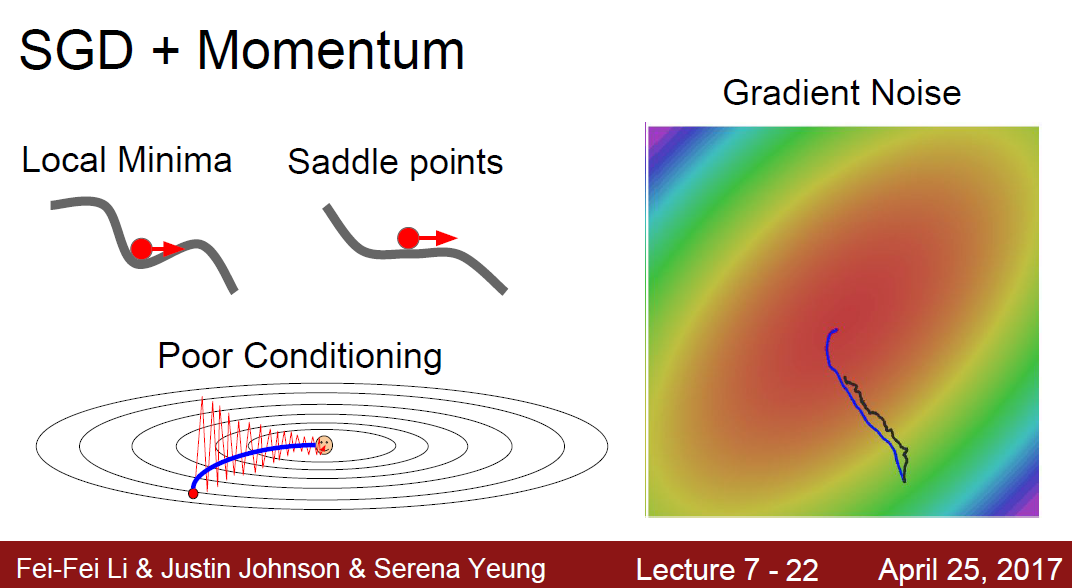 SGD + Momentum
Gradient Noise
Local Minima
Saddle points
Poor Conditioning
Fei-Fei Li & Justin Johnson & Serena Yeung
Lecture 7 - 22
April 25, 2017